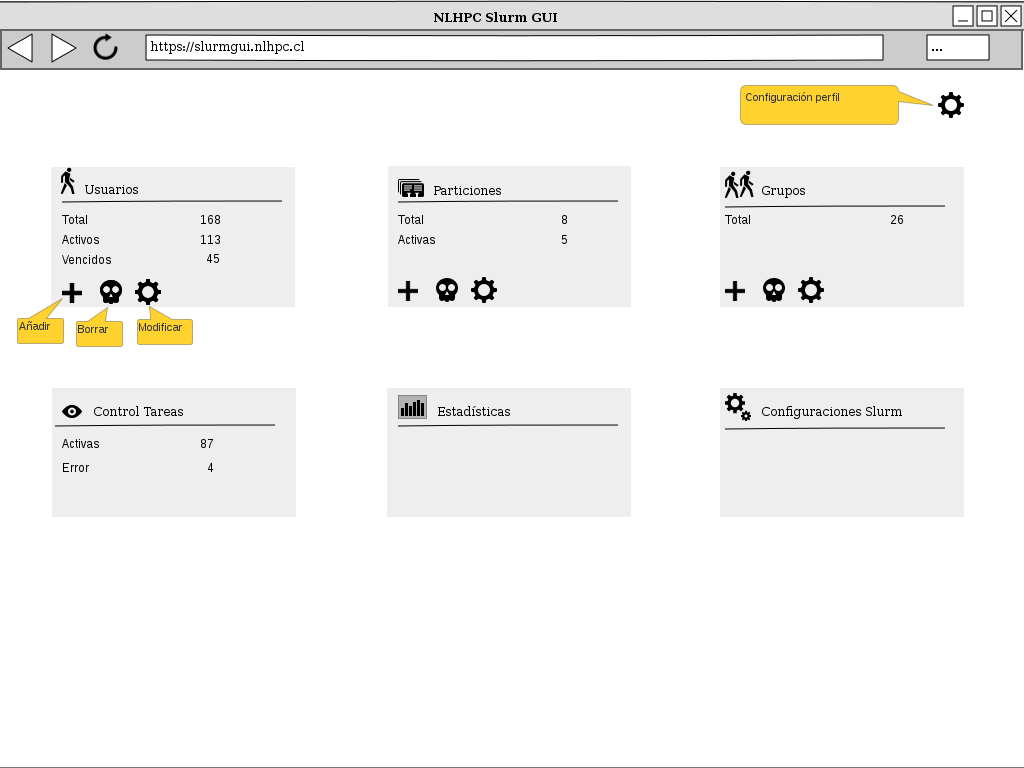 NLHPC Slurm GUI
https://slurmgui.nlhpc.cl
...
Configuración perfil
Usuarios
Total 168
Activos 113
Vencidos 45
Añadir
Borrar
Modificar
Particiones
Total 8
Activas 5
Grupos
Total 26
Control Tareas
Activas 87
Error 4
Estadísticas
Configuraciones Slurm